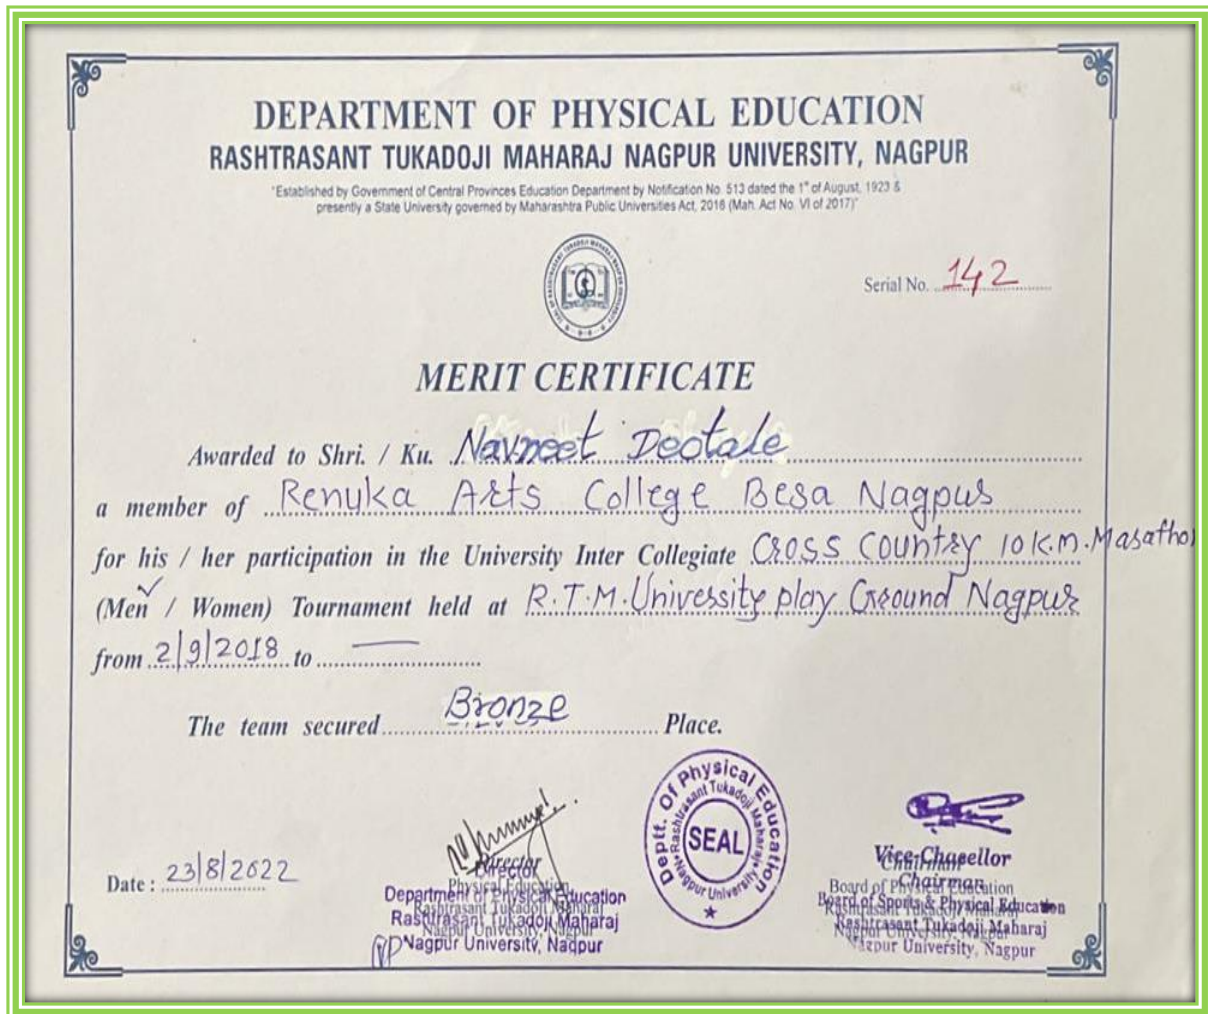 DEPARTMENT OF PHYSICAL EDUCATION
RASHTRASANT TUKADOJI MAHARAJ NAGPUR UNIVERSITY, NAGPUR
"Established by Government of Central Provinces Education Department by Notification No. 513 dated the 1st of August, 1923 &
presently a State University governed by Maharashtra Public Universities Act, 2016 (Mah. Act No. VI of 2017)"
Serial No. 142
MERIT CERTIFICATE
Awarded to Shri. / Ku. Navneet Deotale
a member of Renuka Arts College Besa Nagpur
for his / her participation in the University Inter Collegiate Cross Country 10 K.m. Maratho
(Men / Women) Tournament held at R.T.M. University play Ground Nagpur
from 2/9/2018 to —
The team secured Bronze Place.
Deptt. Of Physical Education
Rashtrasant Tukadoji Maharaj
Nagpur University
SEAL
Date : 23/8/2022
Director
Department of Physical Education
Rashtrasant Tukadoji Maharaj
Nagpur University, Nagpur
Vice-Chancellor
Chairman
Board of Sports & Physical Education
Rashtrasant Tukadoji Maharaj
Nagpur University, Nagpur